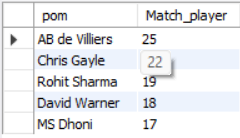 pom Match_player
AB de Villiers 25
Chris Gayle 22
Rohit Sharma 19
David Warner 18
MS Dhoni 17